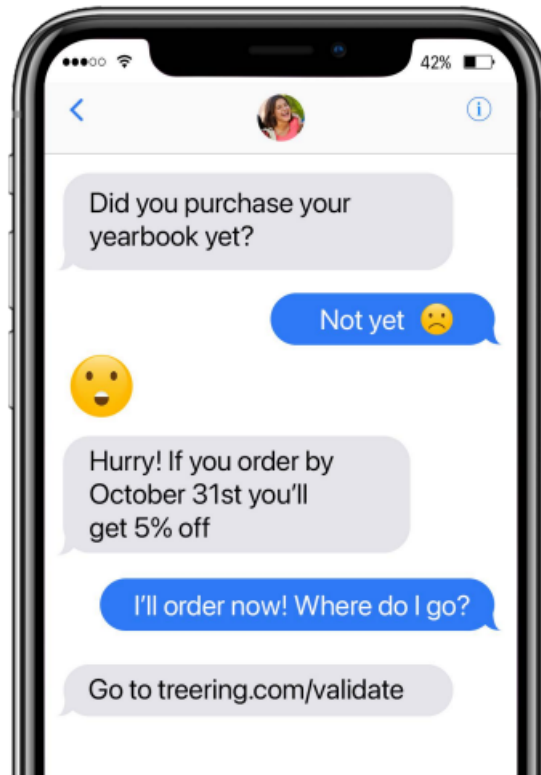 42%
Did you purchase your
yearbook yet?
Not yet 🙁
😮
Hurry! If you order by
October 31st you'll
get 5% off
I'll order now! Where do I go?
Go to treering.com/validate